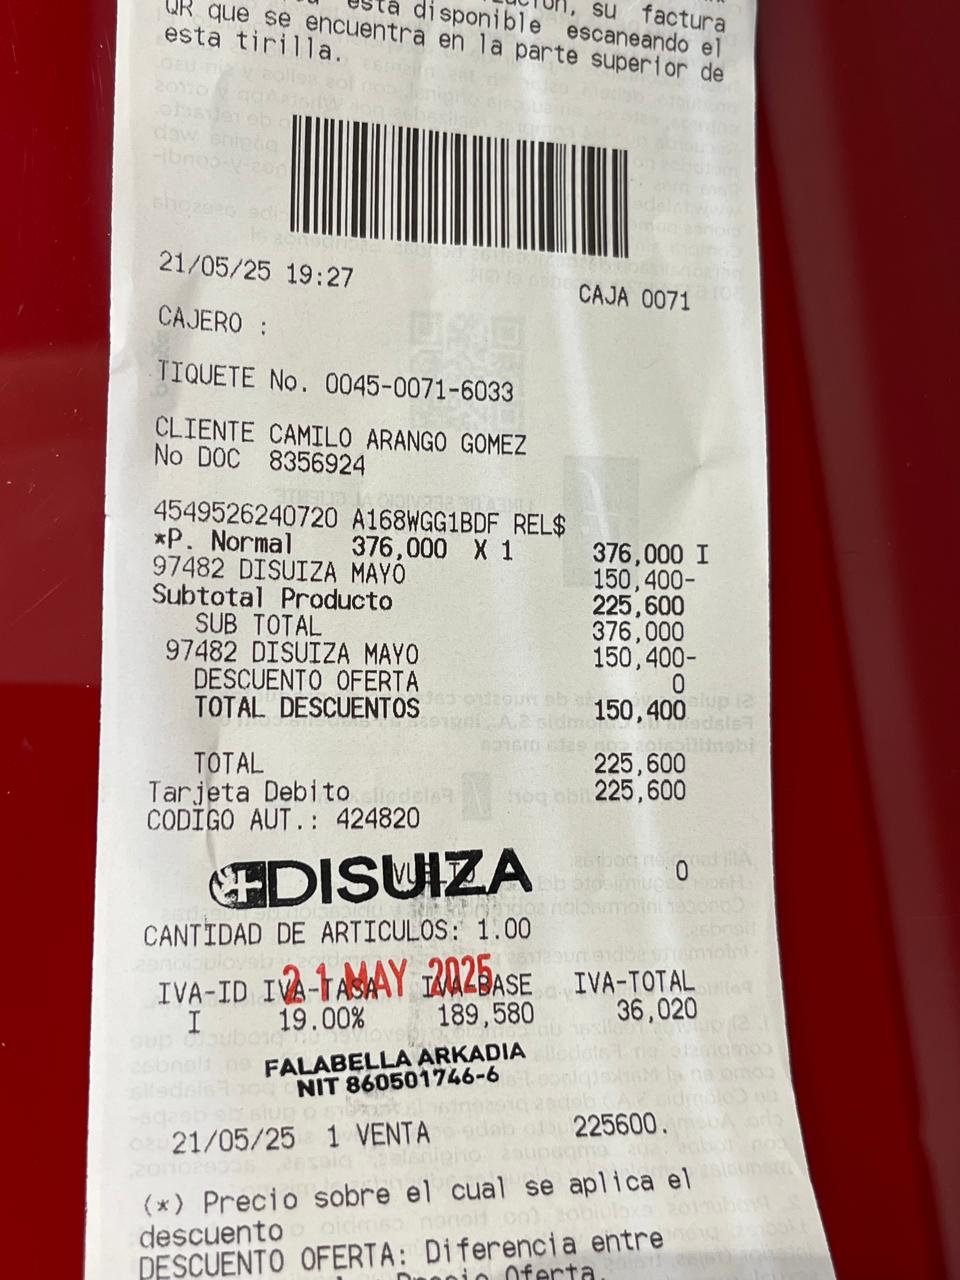 su factura
está disponible escaneando el
QR que se encuentra en la parte superior de
esta tirilla.
21/05/25 19:27
CAJA 0071
CAJERO :
TIQUETE No. 0045-0071-6033
CLIENTE CAMILO ARANGO GOMEZ
No DOC 8356924
4549526240720 A168WGG1BDF REL$
*P. Normal 376,000 X 1 376,000 I
97482 DISUIZA MAYO 150,400-
Subtotal Producto 225,600
SUB TOTAL 376,000
97482 DISUIZA MAYO 150,400-
DESCUENTO OFERTA 0
TOTAL DESCUENTOS 150,400
TOTAL 225,600
Tarjeta Debito 225,600
CODIGO AUT.: 424820
DISUIZA
0
CANTIDAD DE ARTICULOS: 1.00
21 MAY 2025
IVA-ID IVA-TASA IVA-BASE IVA-TOTAL
I 19.00% 189,580 36,020
FALABELLA ARKADIA
NIT 860501746-6
21/05/25 1 VENTA 225600.
(*) Precio sobre el cual se aplica el
descuento
DESCUENTO OFERTA: Diferencia entre
Precio Oferta.